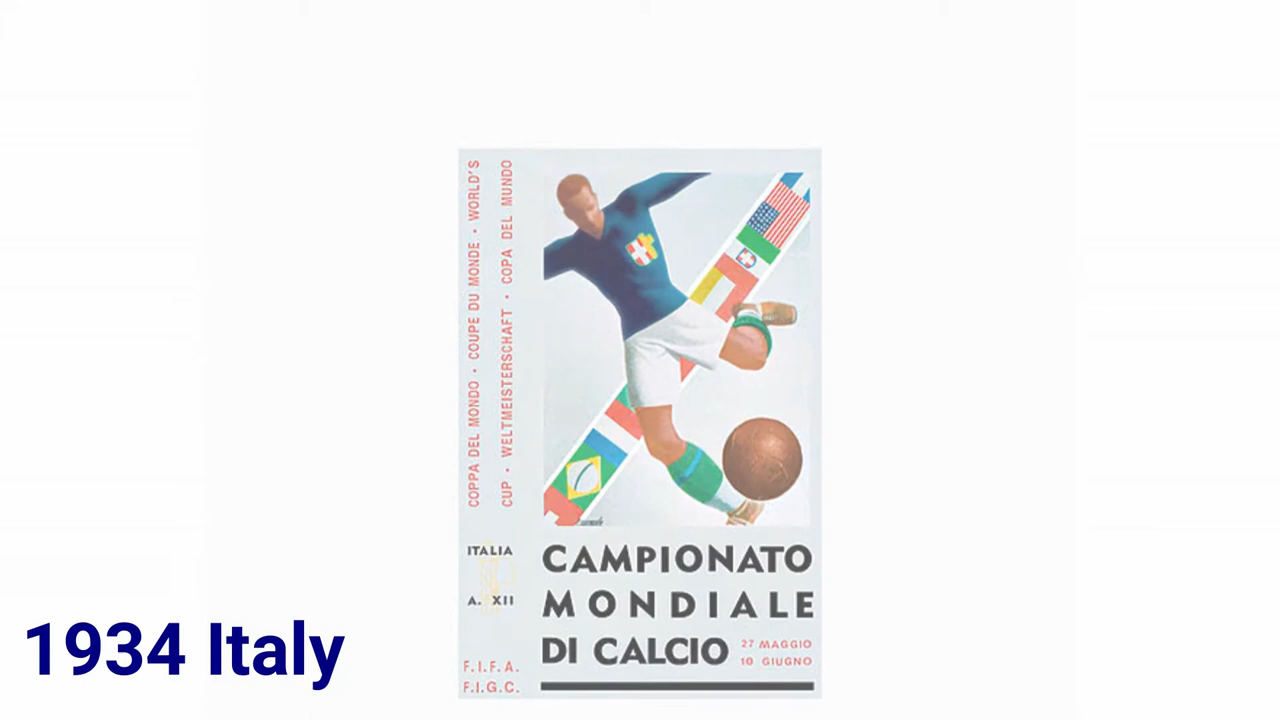 COPPA DEL MONDO · COUPE DU MONDE · WORLD'S
CUP · WELTMEISTERSCHAFT · COPA DEL MUNDO
ITALIA
A. XII
F.I.F.A.
F.I.G.C.
CAMPIONATO
MONDIALE
DI CALCIO
27 MAGGIO
10 GIUGNO
1934 Italy